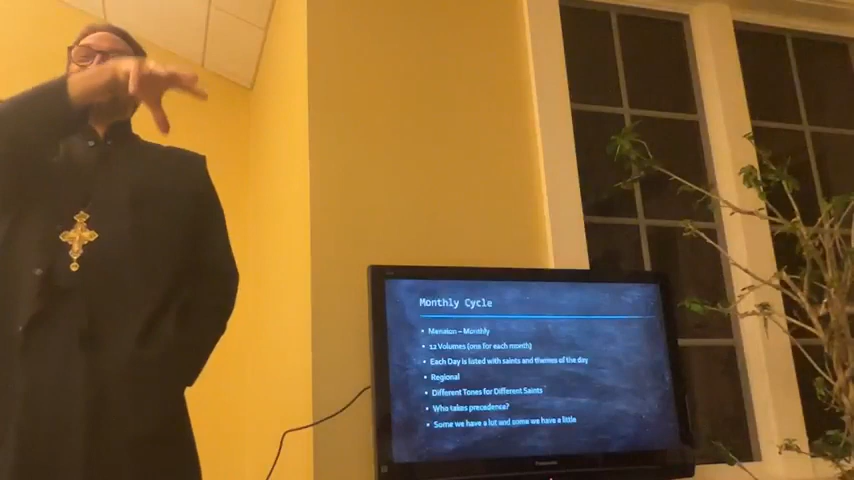 Monthly Cycle
• Menaion – Monthly
• 12 Volumes (one for each month)
• Each Day is listed with saints and themes of the day
• Regional
• Different Tones for Different Saints
• Who takes precedence?
• Some we have a lot and some we have a little
Panasonic